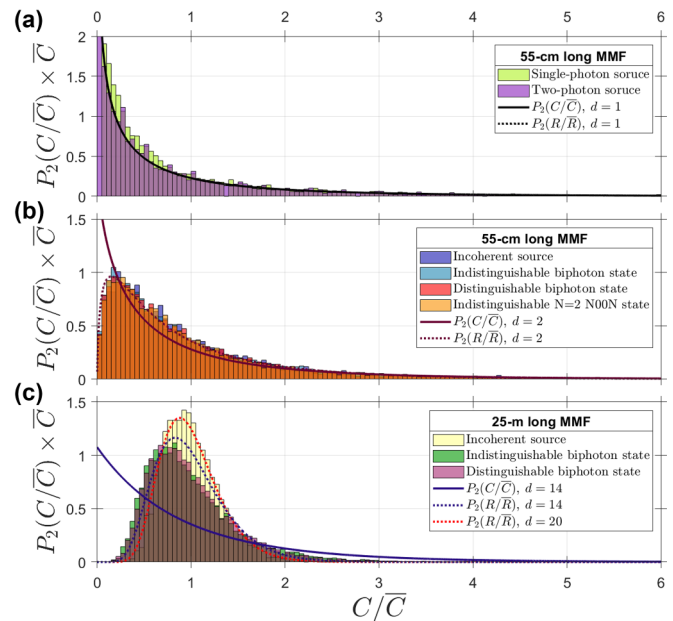 (a)
0 1 2 3 4 5 6
2
1.5
1
0.5
0
P₂(C/C̅) × C̅
55-cm long MMF
Single-photon soruce
Two-photon soruce
P₂(C/C̅), d = 1
P₂(R/R̅), d = 1
(b)
1.5
1
0.5
0
P₂(C/C̅) × C̅
55-cm long MMF
Incoherent source
Indistinguishable biphoton state
Distinguishable biphoton state
Indistinguishable N=2 N00N state
P₂(C/C̅), d = 2
P₂(R/R̅), d = 2
(c)
1.5
1
0.5
0
P₂(C/C̅) × C̅
25-m long MMF
Incoherent source
Indistinguishable biphoton state
Distinguishable biphoton state
P₂(C/C̅), d = 14
P₂(R/R̅), d = 14
P₂(R/R̅), d = 20
0 1 2 3 4 5 6
C/C̅